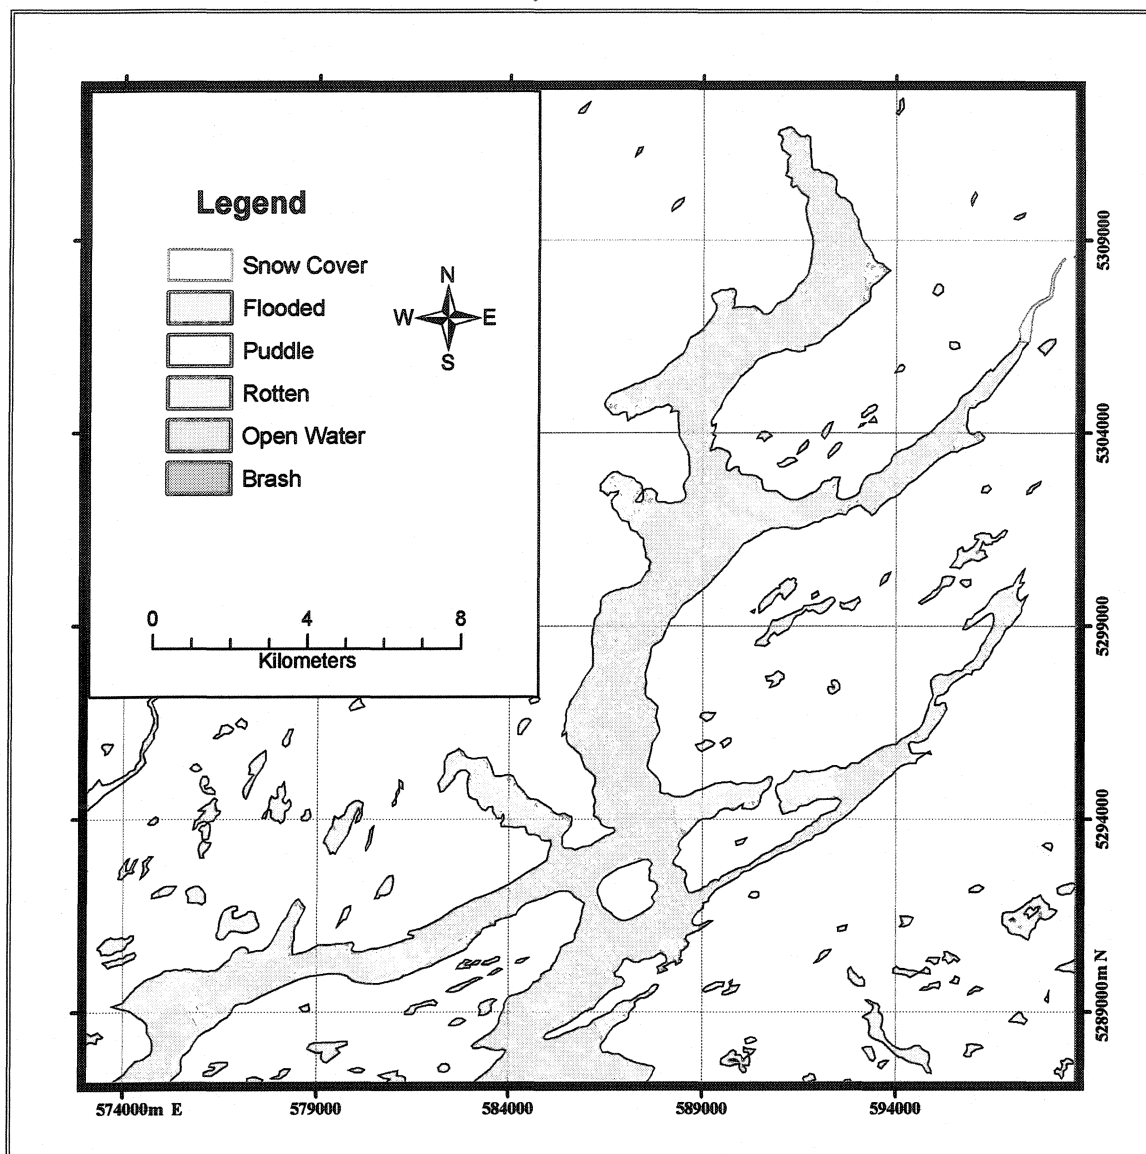 Legend
Snow Cover
Flooded
Puddle
Rotten
Open Water
Brash
N
W E
S
0 4 8
Kilometers
5309000
5304000
5299000
5294000
5289000m N
574000m E 579000 584000 589000 594000